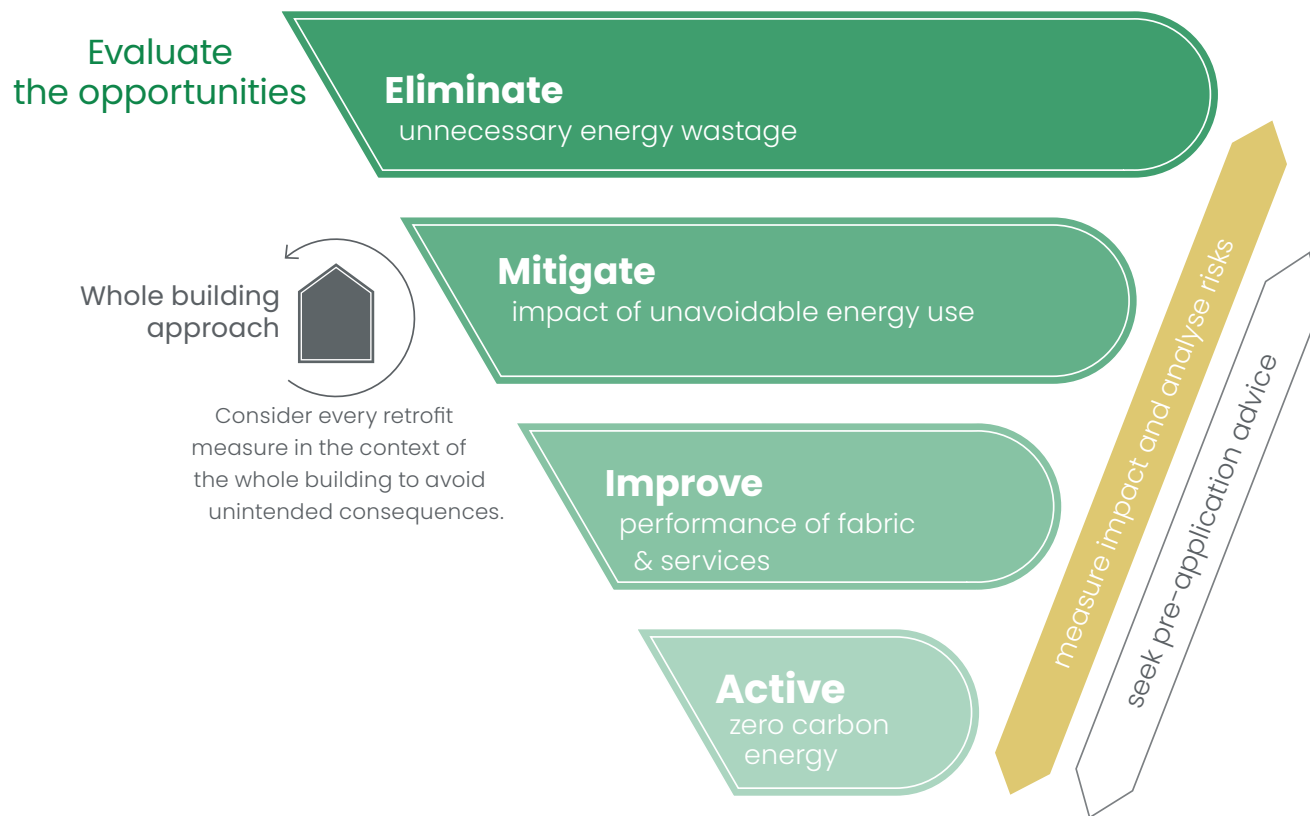 Evaluate
the opportunities
Eliminate
unnecessary energy wastage
Mitigate
impact of unavoidable energy use
Whole building
approach
Consider every retrofit
measure in the context of
the whole building to avoid
unintended consequences.
Improve
performance of fabric
& services
Active
zero carbon
energy
measure impact and analyse risks
seek pre-application advice